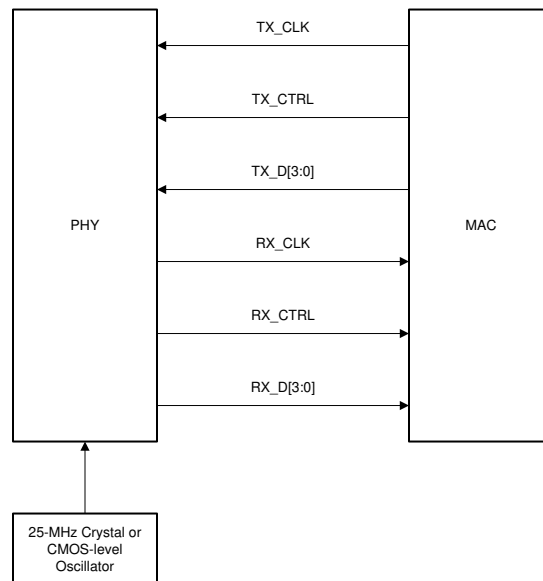 TX_CLK
TX_CTRL
TX_D[3:0]
PHY
MAC
RX_CLK
RX_CTRL
RX_D[3:0]
25-MHz Crystal or
CMOS-level
Oscillator